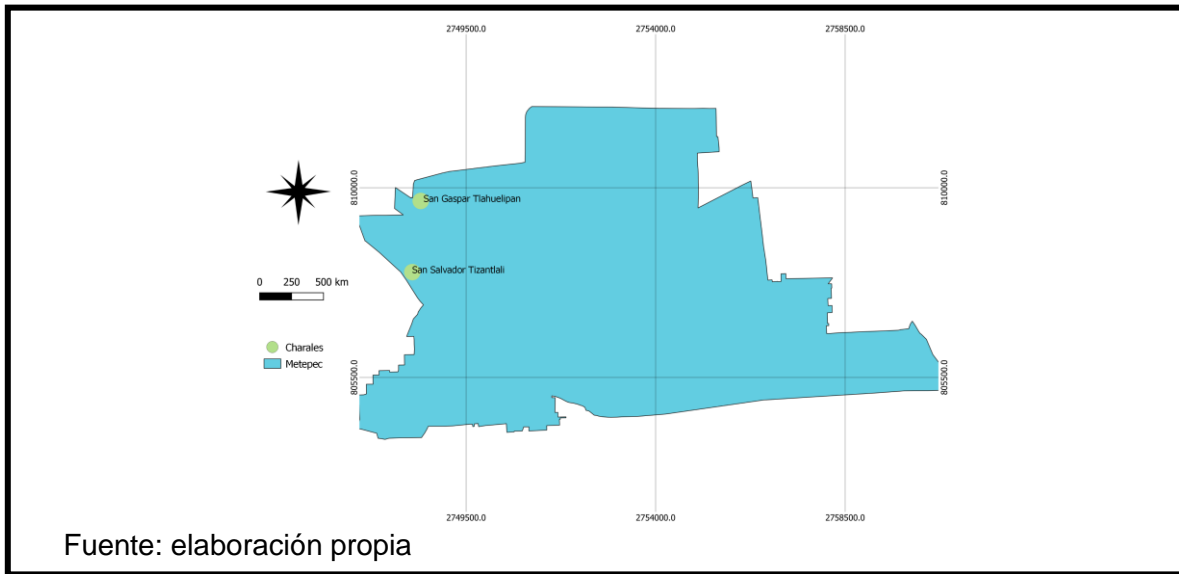 2749500.0 2754000.0 2758500.0
810000.0 810000.0
San Gaspar Tlahuelipan
San Salvador Tizantlali
0 250 500 km
Charales
Metepec
805500.0 805500.0
2749500.0 2754000.0 2758500.0
Fuente: elaboración propia